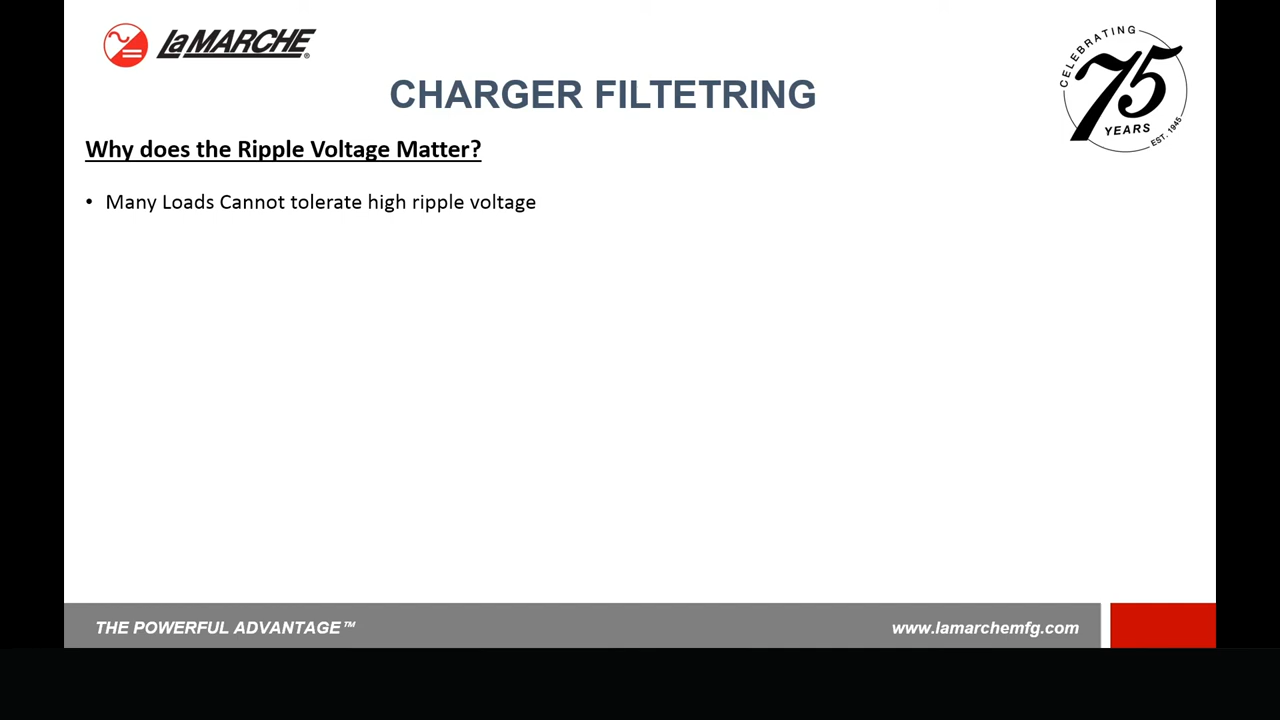 LaMARCHE®
CELEBRATING
75
YEARS
EST. 1945
CHARGER FILTETRING
Why does the Ripple Voltage Matter?
• Many Loads Cannot tolerate high ripple voltage
THE POWERFUL ADVANTAGE™
www.lamarchemfg.com